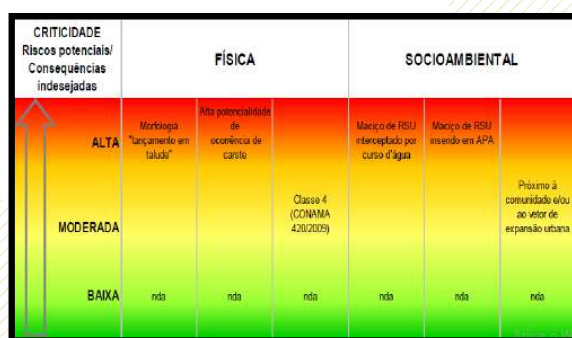 CRITICIDADE
Riscos potenciais/
Consequências
indesejadas
FÍSICA
SOCIOAMBIENTAL
ALTA
Morfologia
"lançamento em
talude"
Alta potencialidade
de
ocorrência de
carste
Maciço de RSU
interceptado por
curso d'água
Maciço de RSU
inserido em APA
MODERADA
Classe 4
(CONAMA
420/2009)
Próximo à
comunidade e/ou
ao vetor de
expansão urbana
BAIXA
nda
nda
nda
nda
nda
nda